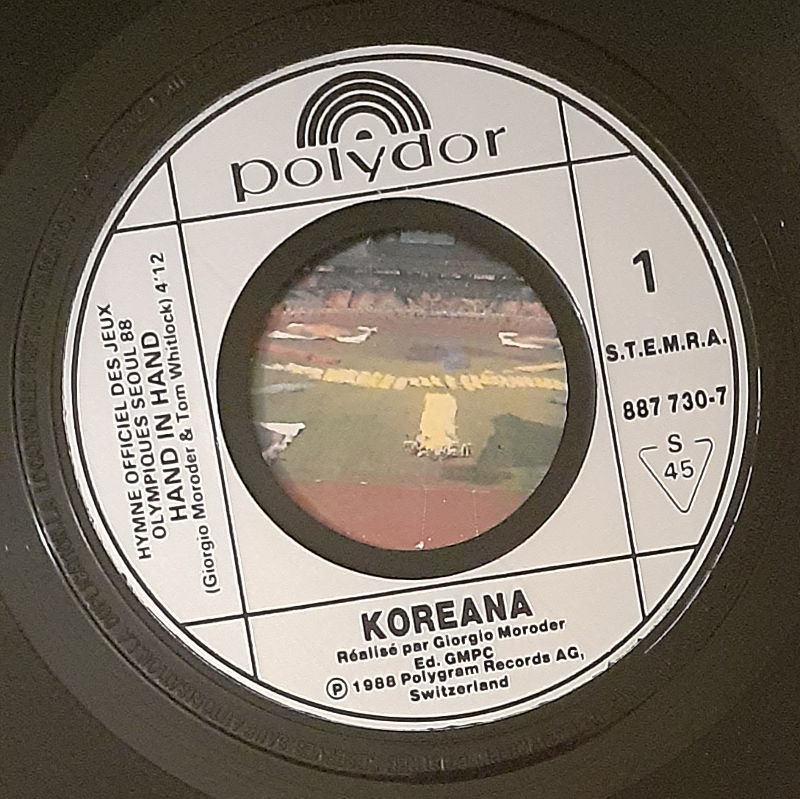 polydor
HYMNE OFFICIEL DES JEUX
OLYMPIQUES SEOUL 88
HAND IN HAND
(Giorgio Moroder & Tom Whitlock) 4'12
1
S.T.E.M.R.A.
887 730-7
S
45
KOREANA
Réalisé par Giorgio Moroder
Ed. GMPC
Ⓟ 1988 Polygram Records AG,
Switzerland